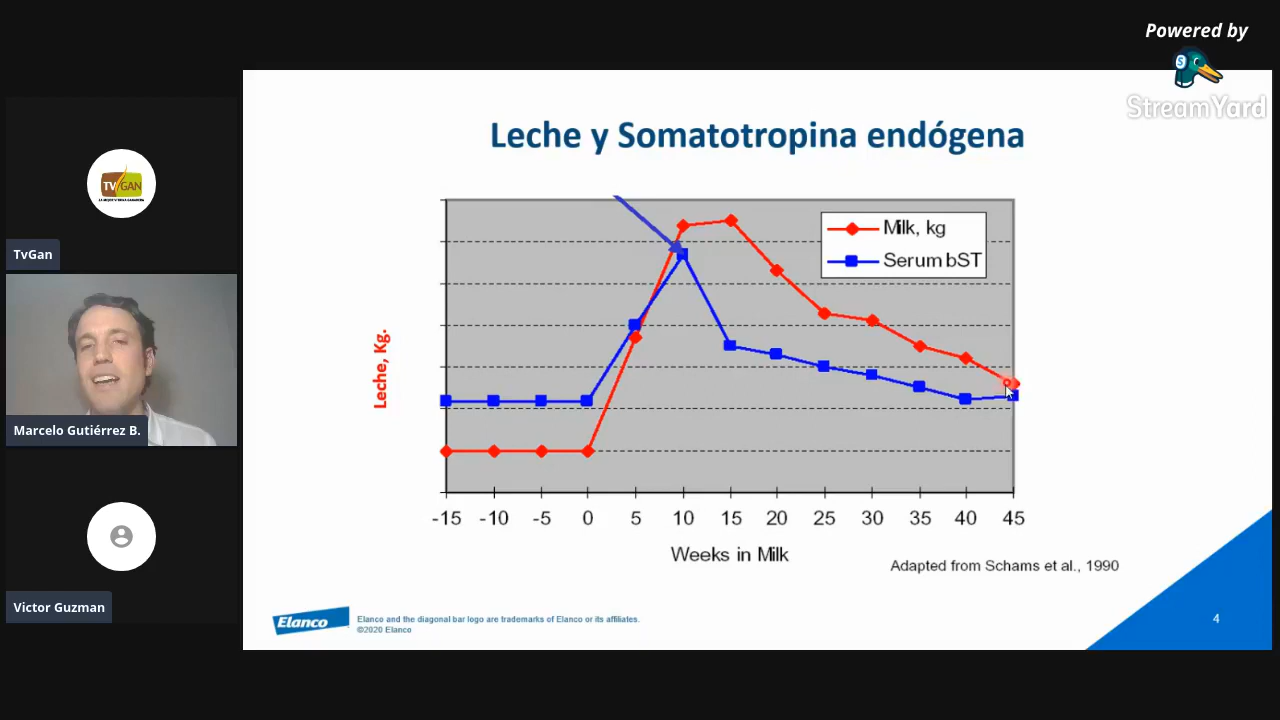 Powered by
StreamYard
TVGAN
TvGan
Marcelo Gutiérrez B.
Victor Guzman
Leche y Somatotropina endógena
Milk, kg
Serum bST
Leche, Kg.
-15 -10 -5 0 5 10 15 20 25 30 35 40 45
Weeks in Milk
Adapted from Schams et al., 1990
Elanco
Elanco and the diagonal bar logo are trademarks of Elanco or its affiliates.
©2020 Elanco
4